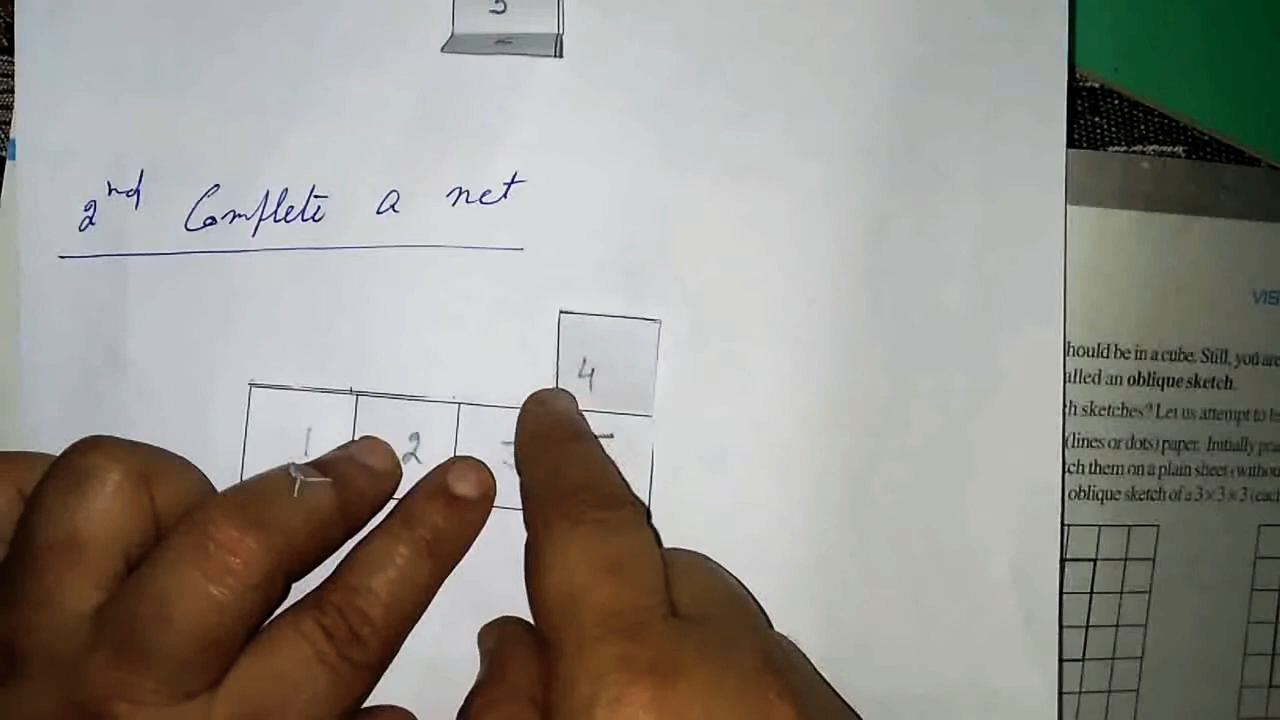 5
2nd Complete a net
4
1 2
VIS
hould be in a cube. Still, you are
alled an oblique sketch.
h sketches? Let us attempt to
(lines or dots) paper. Initially
ch them on a plain sheet (withou
oblique sketch of a 3×3×3 (eac